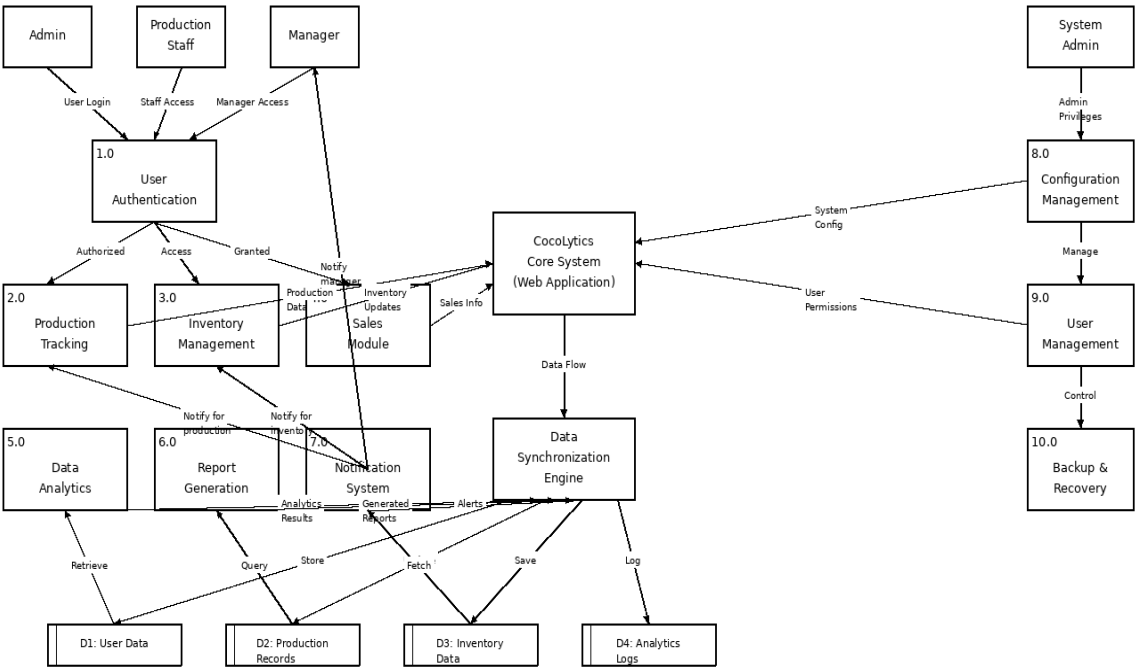 Admin
Production
Staff
Manager
System
Admin
User Login
Staff Access
Manager Access
Admin
Privileges
1.0
User
Authentication
8.0
Configuration
Management
CocoLytics
Core System
(Web Application)
System
Config
Authorized
Access
Granted
Manage
Notify
manager
Production
Data
Inventory
Updates
Sales Info
User
Permissions
2.0
Production
Tracking
3.0
Inventory
Management
Sales
Module
9.0
User
Management
Data Flow
Control
Notify for
production
Notify for
inventory
5.0
Data
Analytics
6.0
Report
Generation
7.0
Notification
System
Data
Synchronization
Engine
10.0
Backup &
Recovery
Analytics
Results
Generated
Reports
Alerts
Retrieve
Query
Store
Fetch
Save
Log
D1: User Data
D2: Production
Records
D3: Inventory
Data
D4: Analytics
Logs